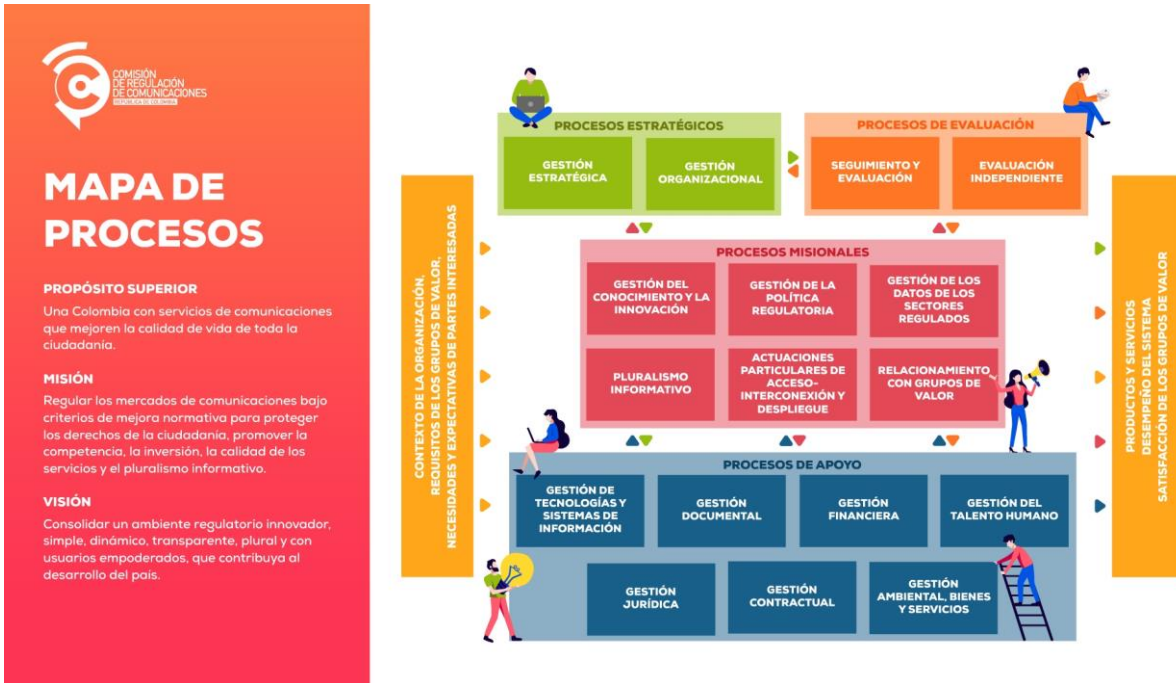 COMISIÓN
DE REGULACIÓN
DE COMUNICACIONES
REPÚBLICA DE COLOMBIA
MAPA DE
PROCESOS
PROPÓSITO SUPERIOR
Una Colombia con servicios de comunicaciones
que mejoren la calidad de vida de toda la
ciudadanía.
MISIÓN
Regular los mercados de comunicaciones bajo
criterios de mejora normativa para proteger
los derechos de la ciudadanía, promover la
competencia, la inversión, la calidad de los
servicios y el pluralismo informativo.
VISIÓN
Consolidar un ambiente regulatorio innovador,
simple, dinámico, transparente, plural y con
usuarios empoderados, que contribuya al
desarrollo del país.
CONTEXTO DE LA ORGANIZACIÓN,
REQUISITOS DE LOS GRUPOS DE VALOR,
NECESIDADES Y EXPECTATIVAS DE PARTES INTERESADAS
PROCESOS ESTRATÉGICOS
GESTIÓN
ESTRATÉGICA
GESTIÓN
ORGANIZACIONAL
PROCESOS DE EVALUACIÓN
SEGUIMIENTO Y
EVALUACIÓN
EVALUACIÓN
INDEPENDIENTE
PROCESOS MISIONALES
GESTIÓN DEL
CONOCIMIENTO Y LA
INNOVACIÓN
GESTIÓN DE LA
POLÍTICA
REGULATORIA
GESTIÓN DE LOS
DATOS DE LOS
SECTORES
REGULADOS
PLURALISMO
INFORMATIVO
ACTUACIONES
PARTICULARES DE
ACCESO-
INTERCONEXIÓN Y
DESPLIEGUE
RELACIONAMIENTO
CON GRUPOS DE
VALOR
PROCESOS DE APOYO
GESTIÓN DE
TECNOLOGÍAS Y
SISTEMAS DE
INFORMACIÓN
GESTIÓN
DOCUMENTAL
GESTIÓN
FINANCIERA
GESTIÓN DEL
TALENTO HUMANO
GESTIÓN
JURÍDICA
GESTIÓN
CONTRACTUAL
GESTIÓN
AMBIENTAL, BIENES
Y SERVICIOS
PRODUCTOS Y SERVICIOS
DESEMPEÑO DEL SISTEMA
SATISFACCIÓN DE LOS GRUPOS DE VALOR